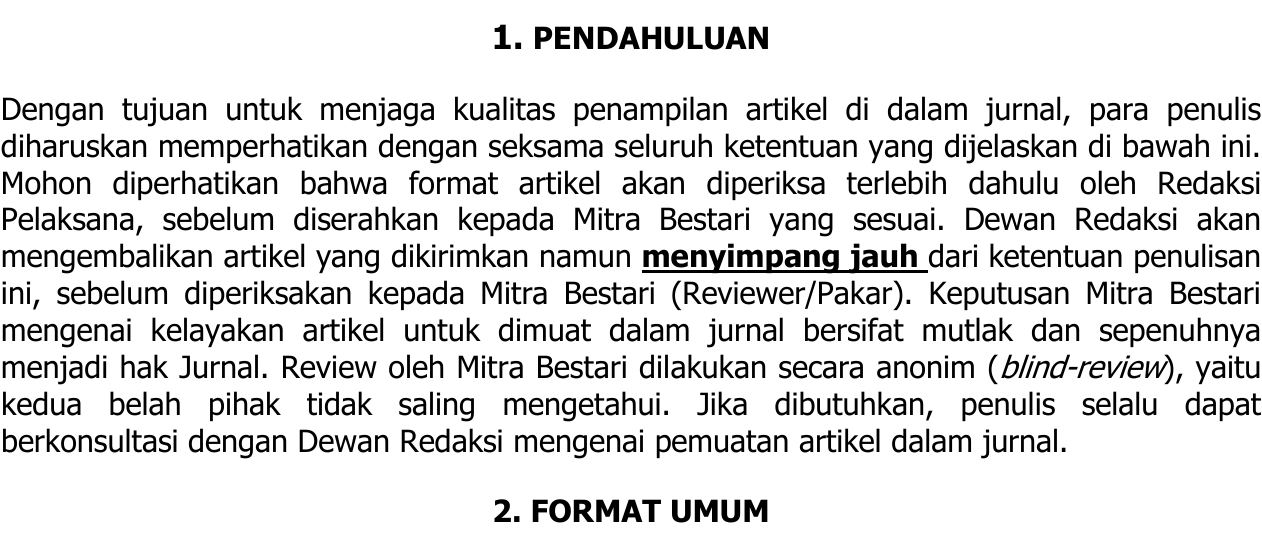 1. PENDAHULUAN
Dengan tujuan untuk menjaga kualitas penampilan artikel di dalam jurnal, para penulis
diharuskan memperhatikan dengan seksama seluruh ketentuan yang dijelaskan di bawah ini.
Mohon diperhatikan bahwa format artikel akan diperiksa terlebih dahulu oleh Redaksi
Pelaksana, sebelum diserahkan kepada Mitra Bestari yang sesuai. Dewan Redaksi akan
mengembalikan artikel yang dikirimkan namun menyimpang jauh dari ketentuan penulisan
ini, sebelum diperiksakan kepada Mitra Bestari (Reviewer/Pakar). Keputusan Mitra Bestari
mengenai kelayakan artikel untuk dimuat dalam jurnal bersifat mutlak dan sepenuhnya
menjadi hak Jurnal. Review oleh Mitra Bestari dilakukan secara anonim (blind-review), yaitu
kedua belah pihak tidak saling mengetahui. Jika dibutuhkan, penulis selalu dapat
berkonsultasi dengan Dewan Redaksi mengenai pemuatan artikel dalam jurnal.
2. FORMAT UMUM